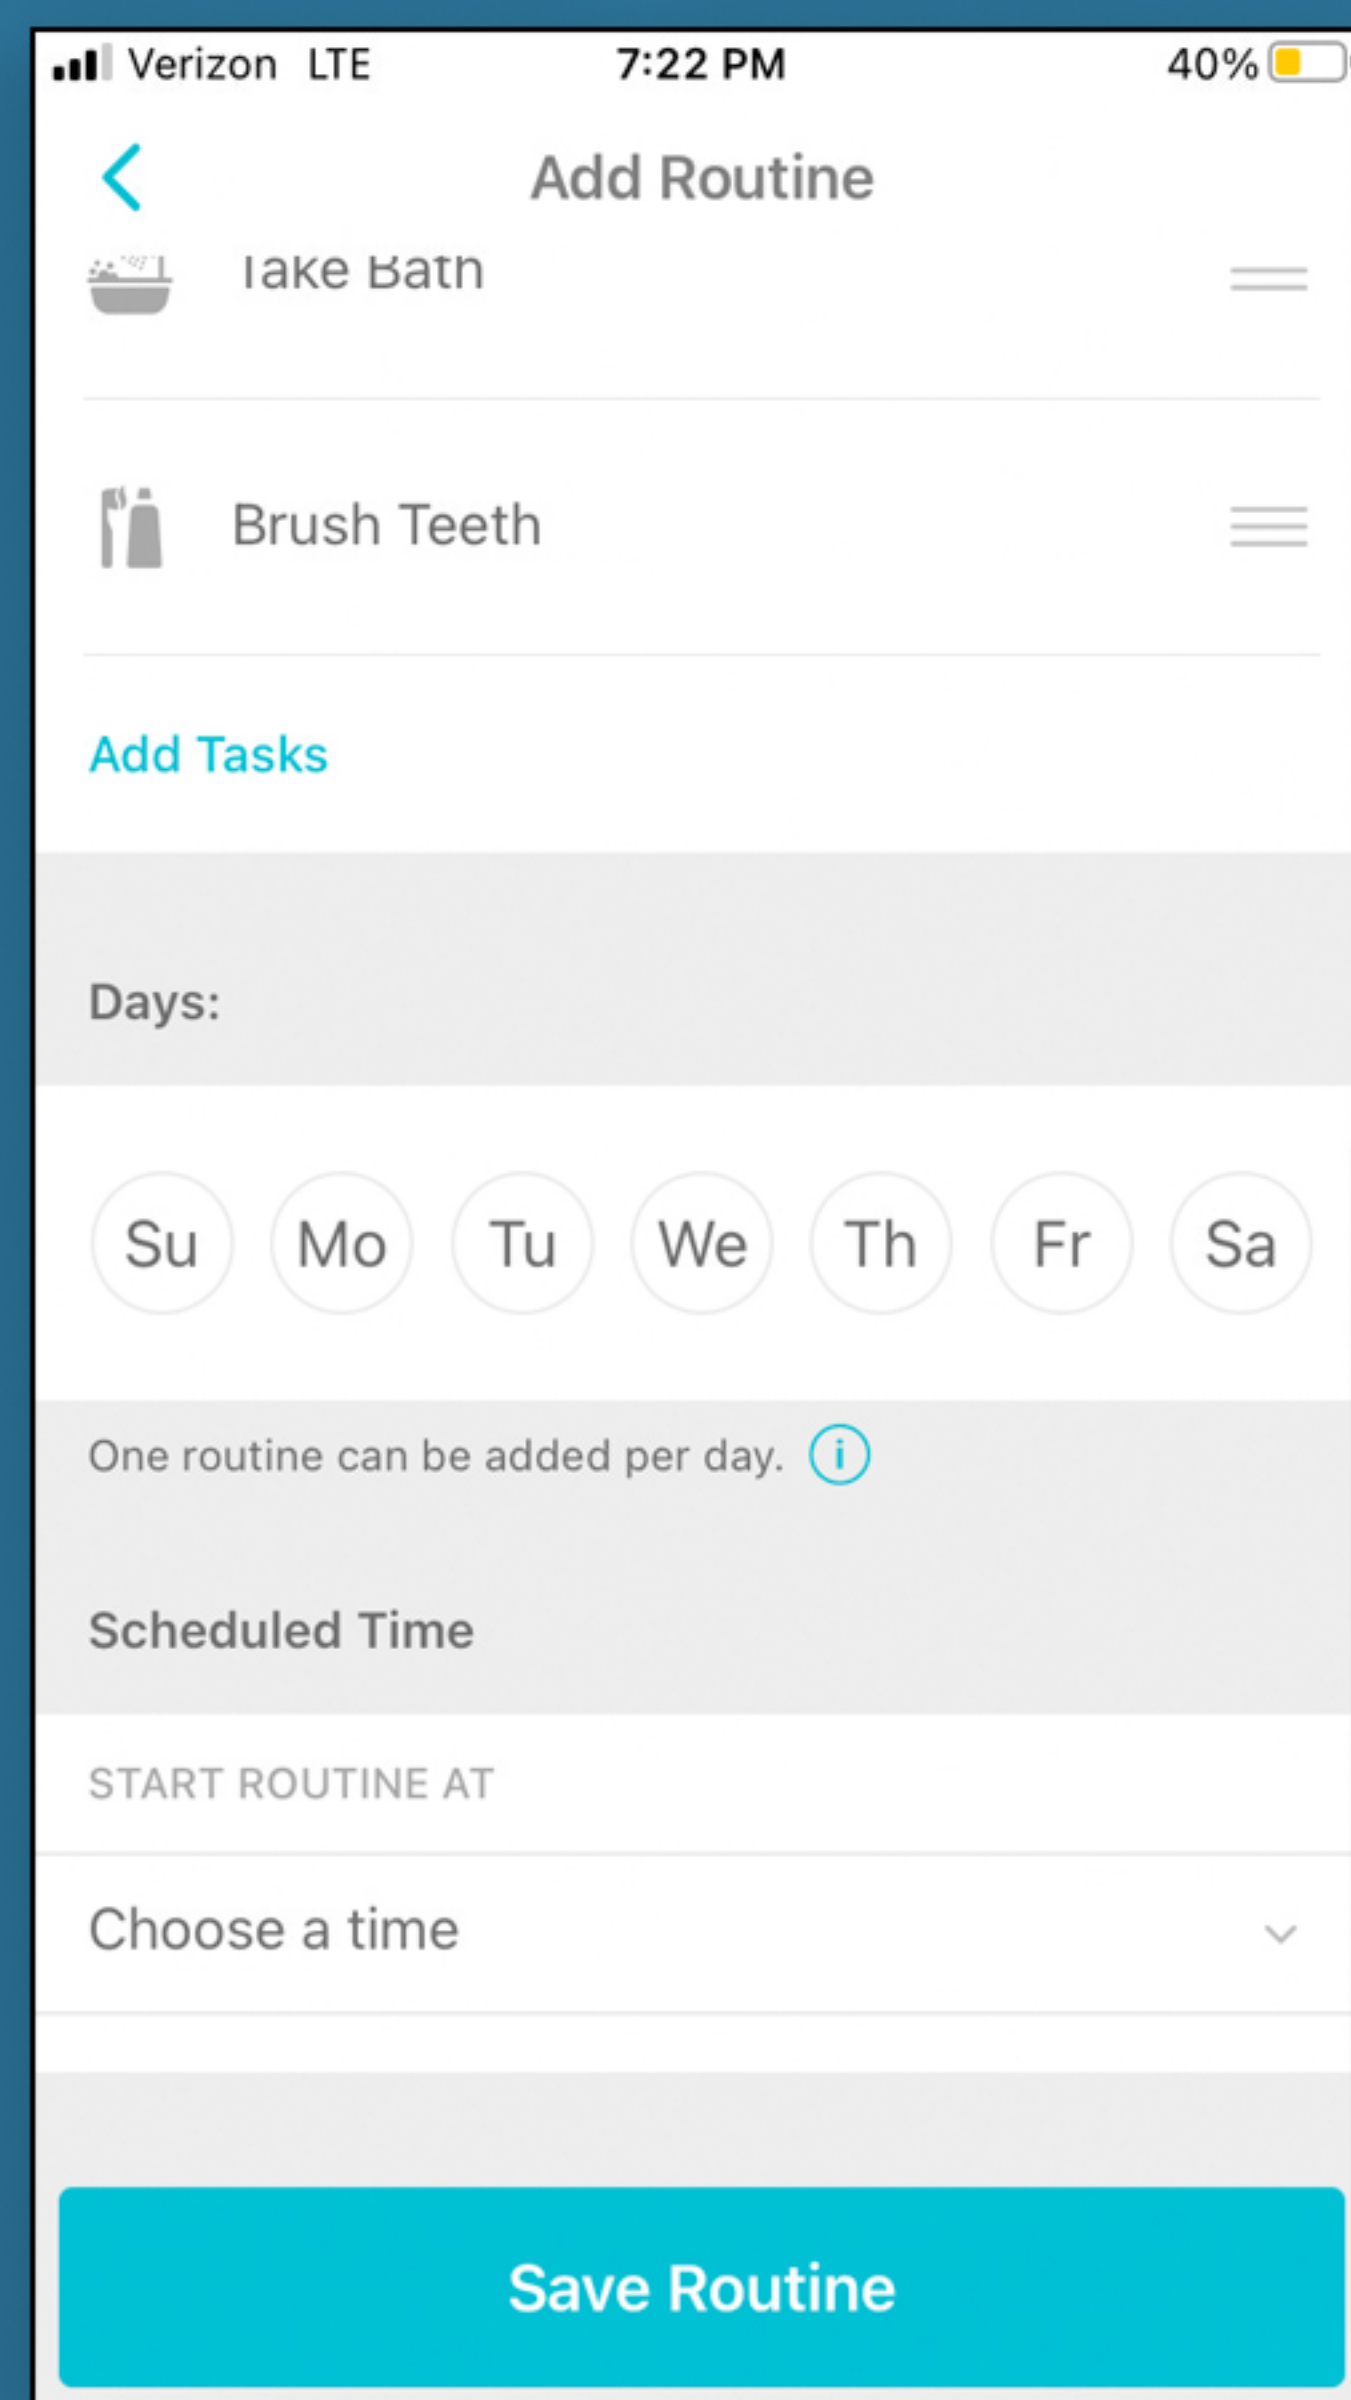 Verizon LTE 7:22 PM 40%
Add Routine
Take Bath
Brush Teeth
Add Tasks
Days:
Su Mo Tu We Th Fr Sa
One routine can be added per day. i
Scheduled Time
START ROUTINE AT
Choose a time
Save Routine